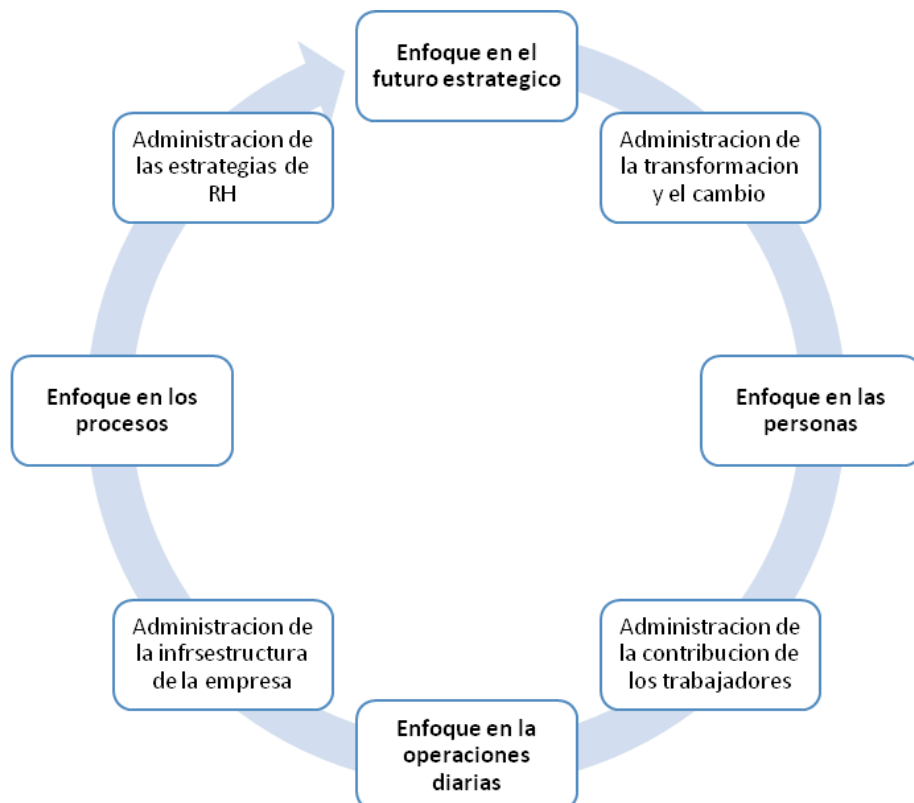 Enfoque en el
futuro estrategico
Administracion de
la transformacion
y el cambio
Enfoque en las
personas
Administracion de
la contribucion de
los trabajadores
Enfoque en la
operaciones
diarias
Administracion de
la infrsestructura
de la empresa
Enfoque en los
procesos
Administracion de
las estrategias de
RH